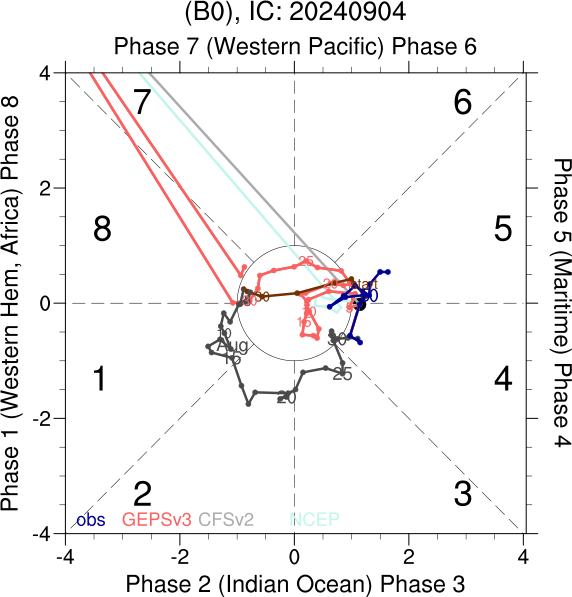 (B0), IC: 20240904
Phase 7 (Western Pacific) Phase 6
Phase 1 (Western Hem, Africa) Phase 8
Phase 5 (Maritime) Phase 4
4
2
0
-2
-4
7
6
8
5
1
4
2
3
25
Aug
15
20
25
obs
GEPSv3
CFSv2
NCEP
-4
-2
0
2
4
Phase 2 (Indian Ocean) Phase 3